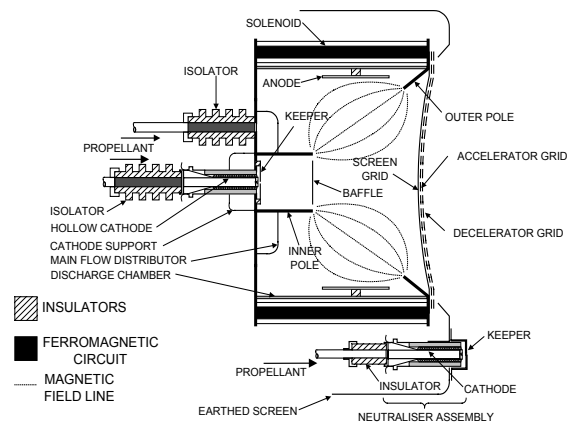 SOLENOID
ISOLATOR
ANODE
KEEPER
OUTER POLE
PROPELLANT
SCREEN
GRID
ACCELERATOR GRID
BAFFLE
ISOLATOR
HOLLOW CATHODE
CATHODE SUPPORT
MAIN FLOW DISTRIBUTOR
DISCHARGE CHAMBER
INNER
POLE
DECELERATOR GRID
INSULATORS
FERROMAGNETIC
CIRCUIT
MAGNETIC
FIELD LINE
KEEPER
PROPELLANT
INSULATOR
CATHODE
EARTHED SCREEN
NEUTRALISER ASSEMBLY